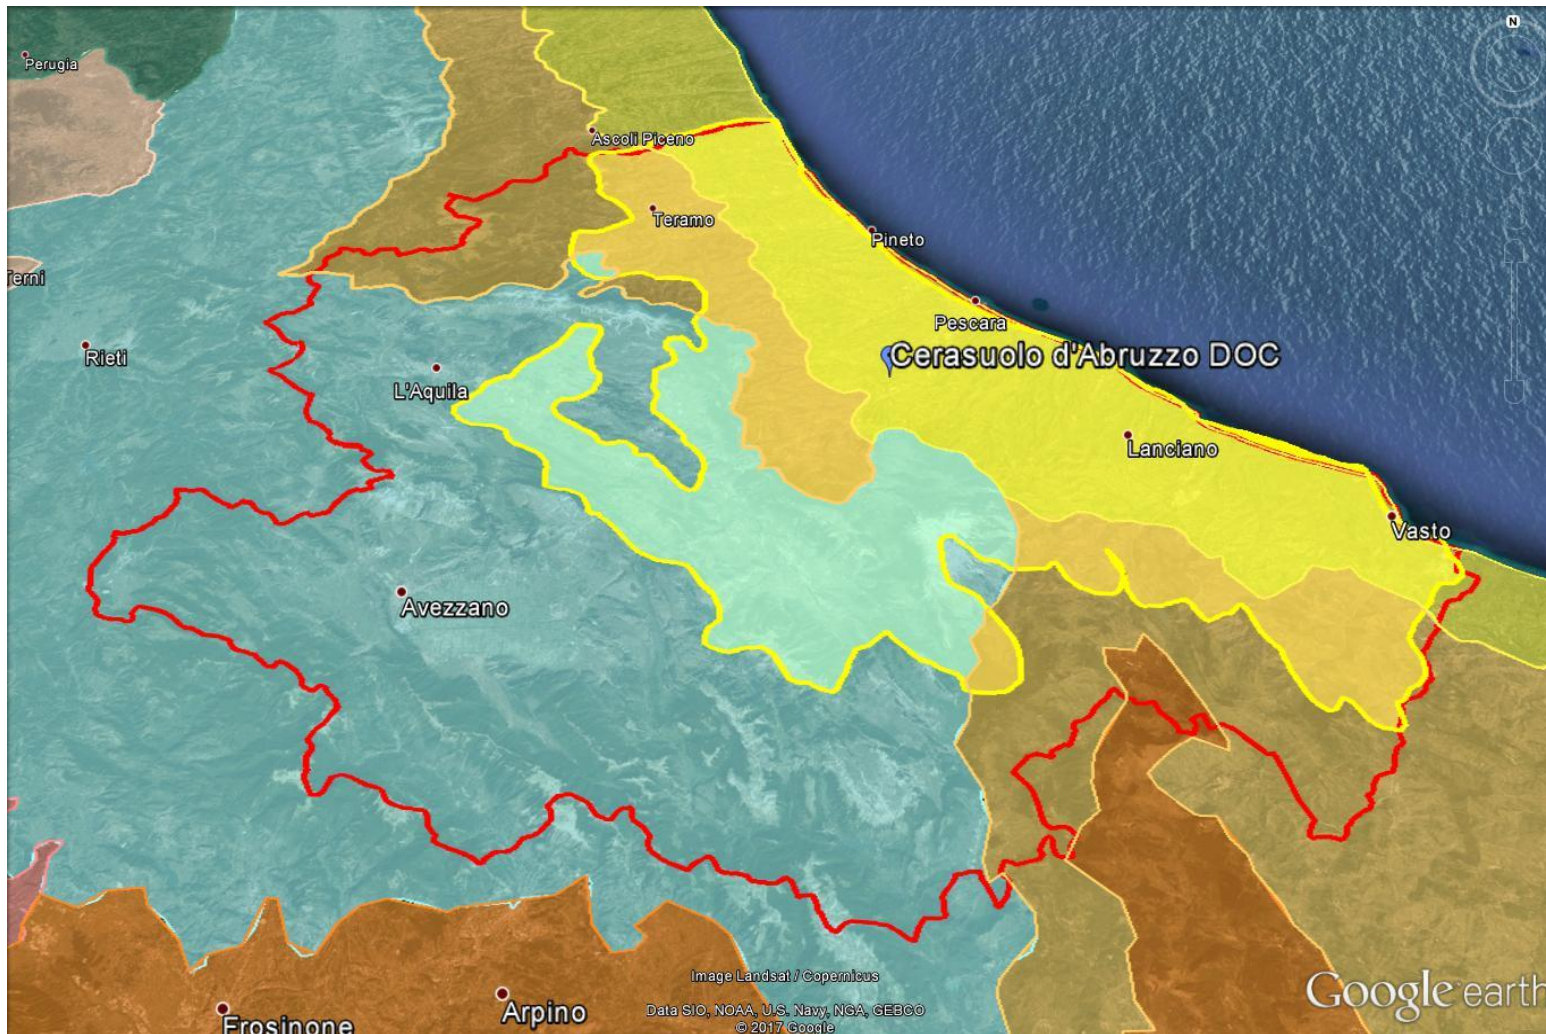 N
Perugia
Ascoli Piceno
Teramo
Pineto
Terni
Pescara
Rieti
Cerasuolo d'Abruzzo DOC
L'Aquila
Lanciano
Vasto
Avezzano
Image Landsat / Copernicus
Google earth
Arpino
Data SIO, NOAA, U.S. Navy, NGA, GEBCO
Frosinone
© 2017 Google